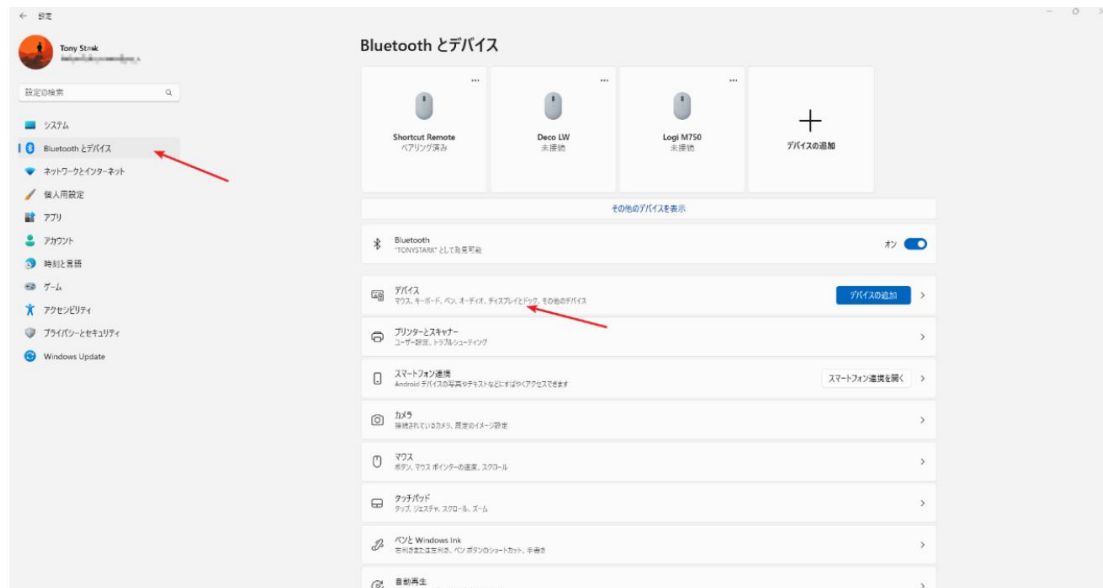 ← 設定
Tony Stark
設定の検索
システム
Bluetooth とデバイス
ネットワークとインターネット
個人用設定
アプリ
アカウント
時刻と言語
ゲーム
アクセシビリティ
プライバシーとセキュリティ
Windows Update
Bluetooth とデバイス
Shortcut Remote
ペアリング済み
Deco LW
未接続
Logi M750
未接続
デバイスの追加
その他のデバイスを表示
Bluetooth
"TONYSTARK" として発見可能
オン
デバイス
マウス、キーボード、ペン、オーディオ、ディスプレイとドック、その他のデバイス
デバイスの追加
プリンターとスキャナー
ユーザー設定、トラブルシューティング
スマートフォン連携
Android デバイスの写真やテキストなどにすばやくアクセスできます
スマートフォン連携を開く
カメラ
接続されているカメラ、既定のイメージ設定
マウス
ボタン、マウス ポインターの速度、スクロール
タッチパッド
タップ、ジェスチャ、スクロール、ズーム
ペンと Windows Ink
右利きまたは左利き、ペン ボタンのショートカット、手書き
自動再生